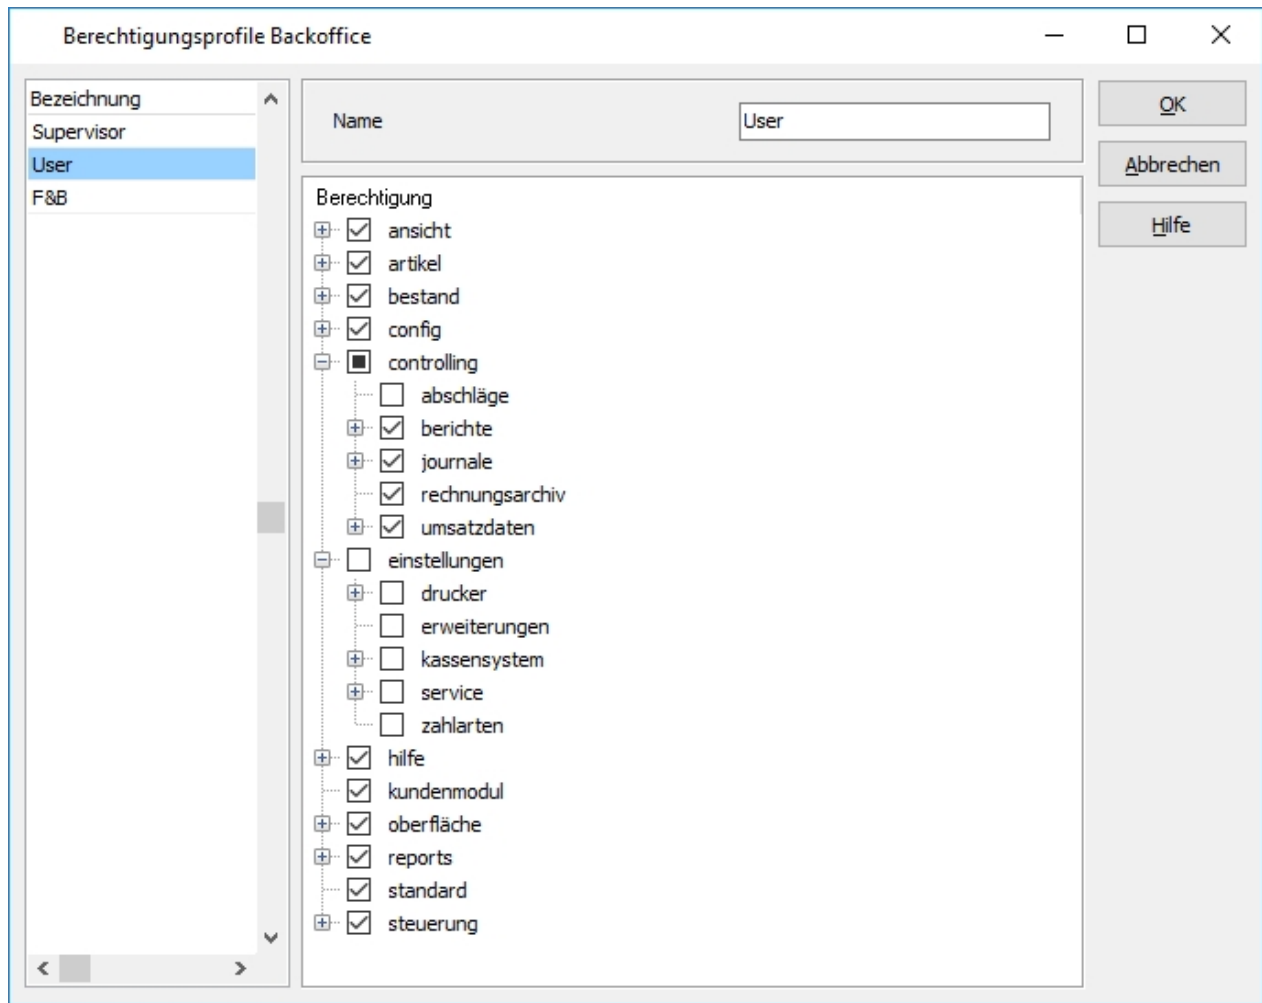 Berechtigungsprofile Backoffice
Bezeichnung
Supervisor
User
F&B
Name
User
OK
Abbrechen
Hilfe
Berechtigung
ansicht
artikel
bestand
config
controlling
abschläge
berichte
journale
rechnungsarchiv
umsatzdaten
einstellungen
drucker
erweiterungen
kassensystem
service
zahlarten
hilfe
kundenmodul
oberfläche
reports
standard
steuerung